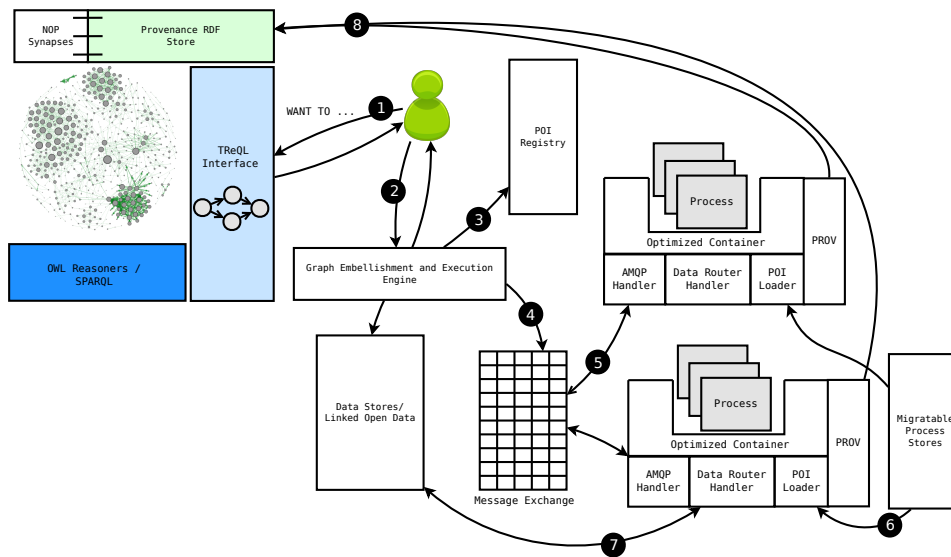 NOP
Synapses
Provenance RDF
Store
8
WANT TO ...
1
TReQL
Interface
2
3
POI
Registry
Process
Optimized Container
PROV
AMQP
Handler
Data Router
Handler
POI
Loader
OWL Reasoners /
SPARQL
Graph Embellishment and Execution
Engine
4
5
Data Stores/
Linked Open Data
Message Exchange
Process
Optimized Container
PROV
AMQP
Handler
Data Router
Handler
POI
Loader
Migratable
Process
Stores
6
7